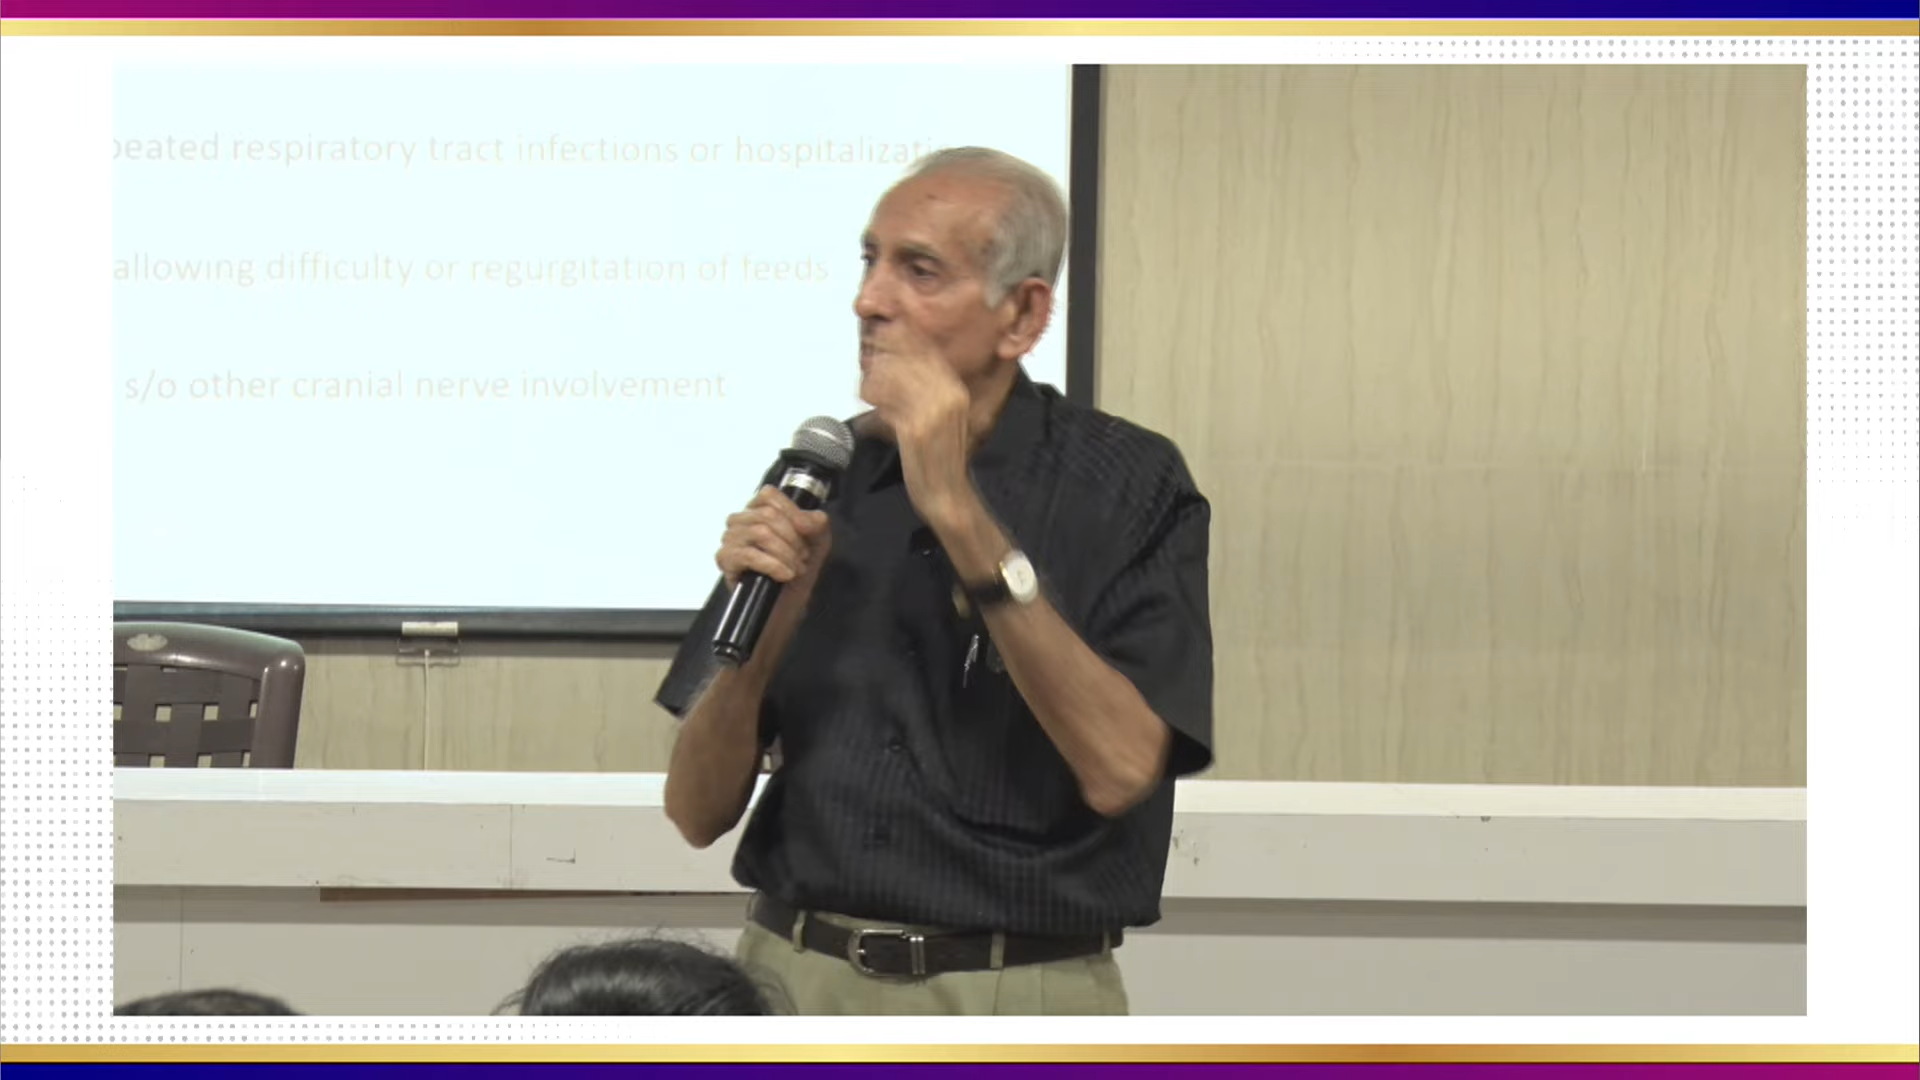 peated respiratory tract infections or hospitalizati
allowing difficulty or regurgitation of feeds
s/o other cranial nerve involvement